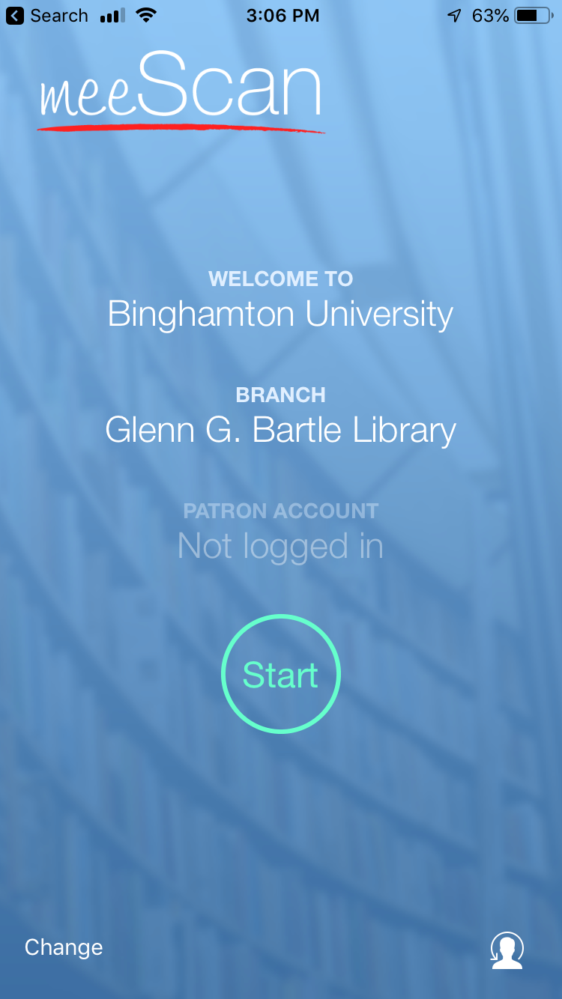 Search 3:06 PM 63%
meeScan
WELCOME TO
Binghamton University
BRANCH
Glenn G. Bartle Library
PATRON ACCOUNT
Not logged in
Start
Change